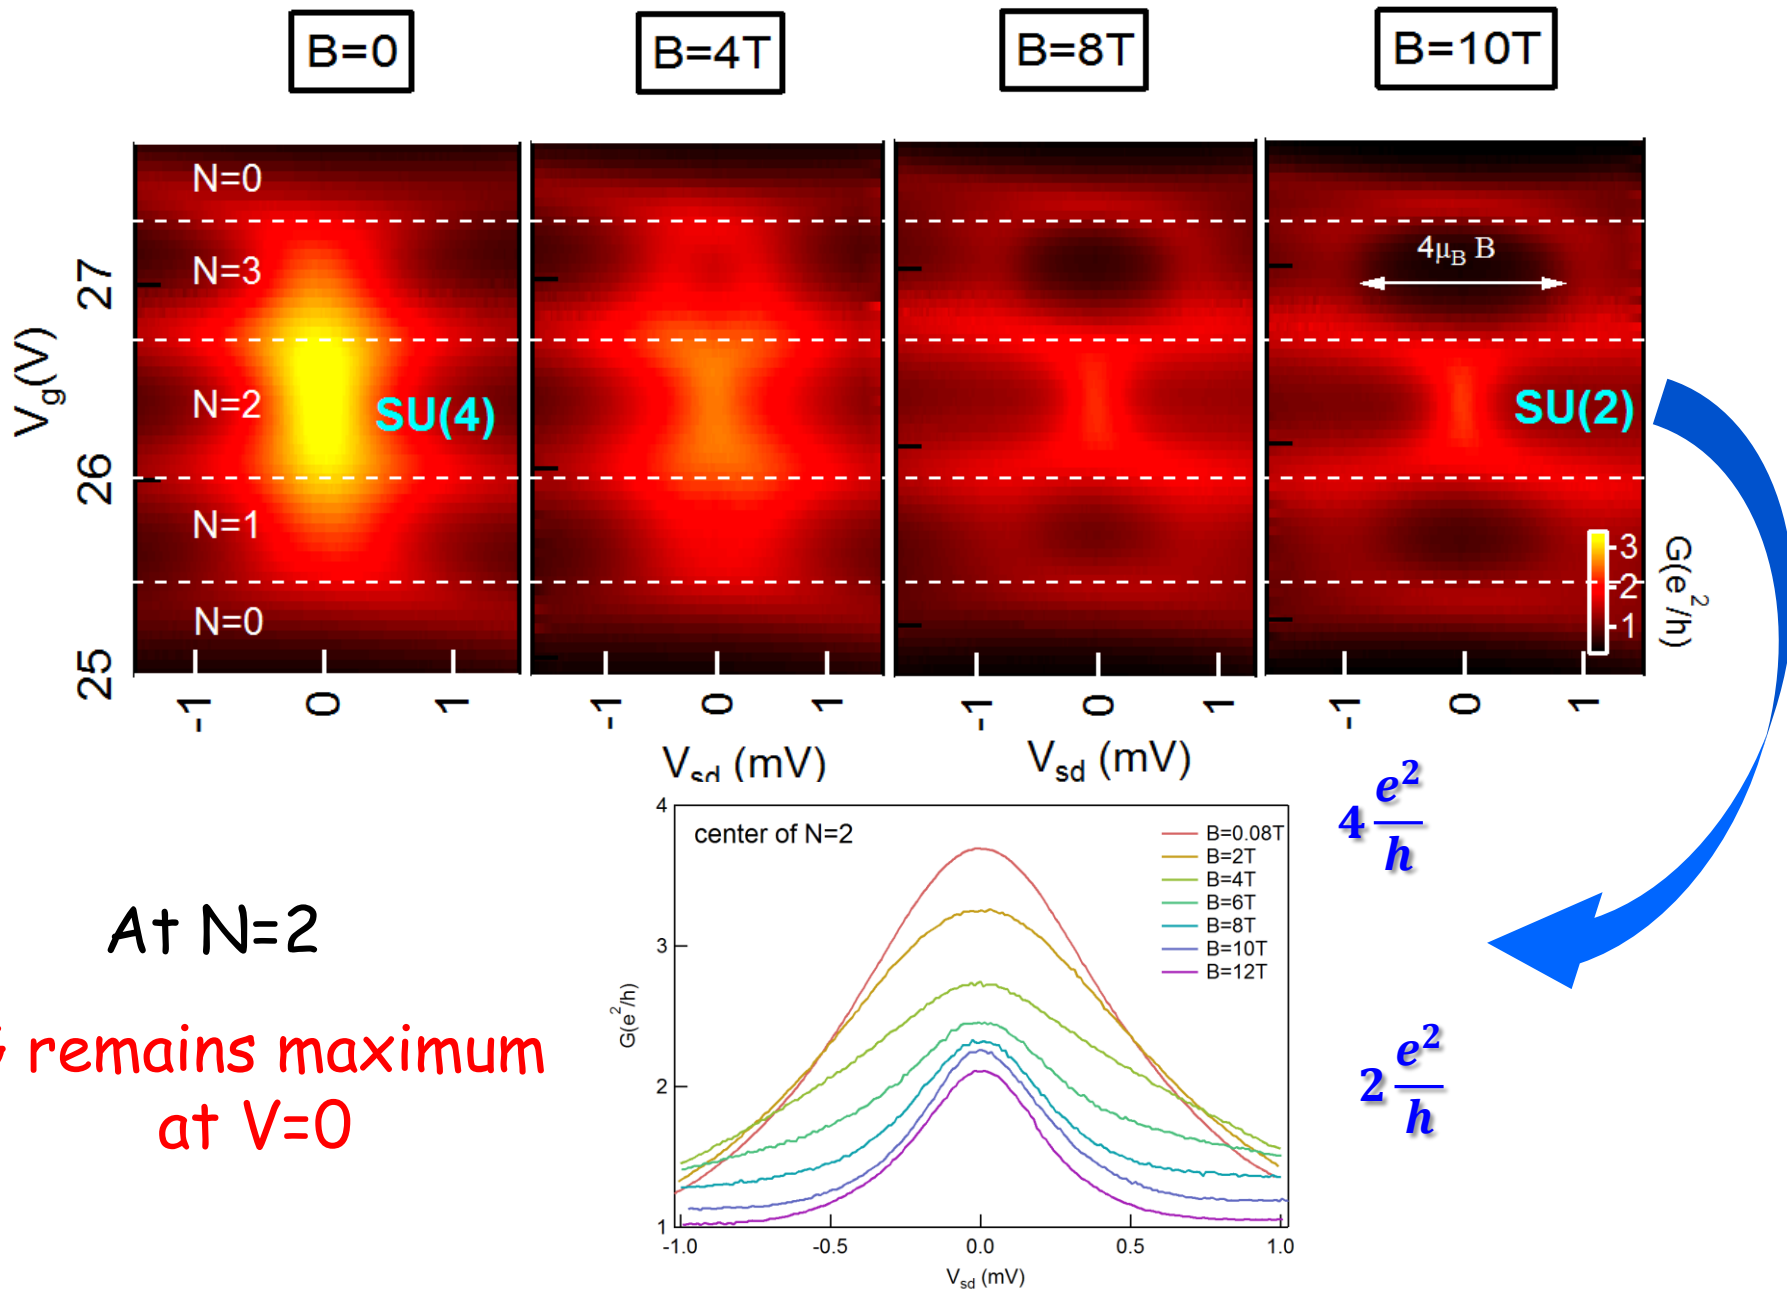 B=0
B=4T
B=8T
B=10T
N=0
N=3
N=2
N=1
N=0
SU(4)
4μB B
SU(2)
Vg(V)
27
26
25
3
2
1
G(e2/h)
-1 0 1
-1 0 1
-1 0 1
-1 0 1
Vsd (mV)
Vsd (mV)
center of N=2
B=0.08T
B=2T
B=4T
B=6T
B=8T
B=10T
B=12T
G(e2/h)
4
3
2
1
-1.0 -0.5 0.0 0.5 1.0
Vsd (mV)
4 e2/h
2 e2/h
At N=2
remains maximum
at V=0